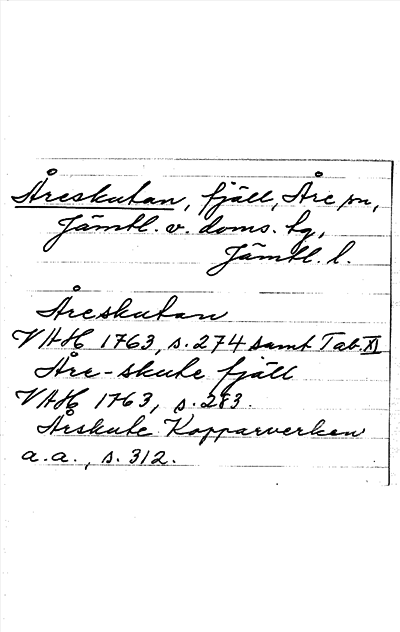 Åreskutan, fjäll, Åre sn,
Jämtl. v. doms. tg,
Jämtl. l.
Åreskutan
VAH 1763, s. 274 samt Tab. XI
Åre-skute fjäll
VAH 1763, s. 283.
Årskute Kopparverken
a.a., s. 312.